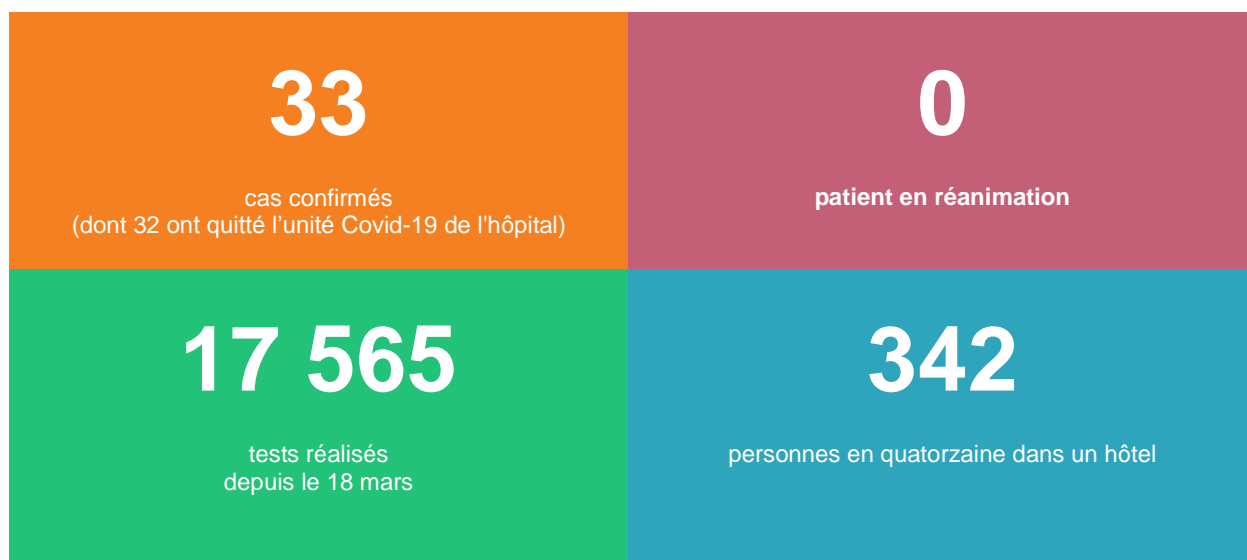 33
cas confirmés
(dont 32 ont quitté l’unité Covid-19 de l'hôpital)
0
patient en réanimation
17 565
tests réalisés
depuis le 18 mars
342
personnes en quatorzaine dans un hôtel